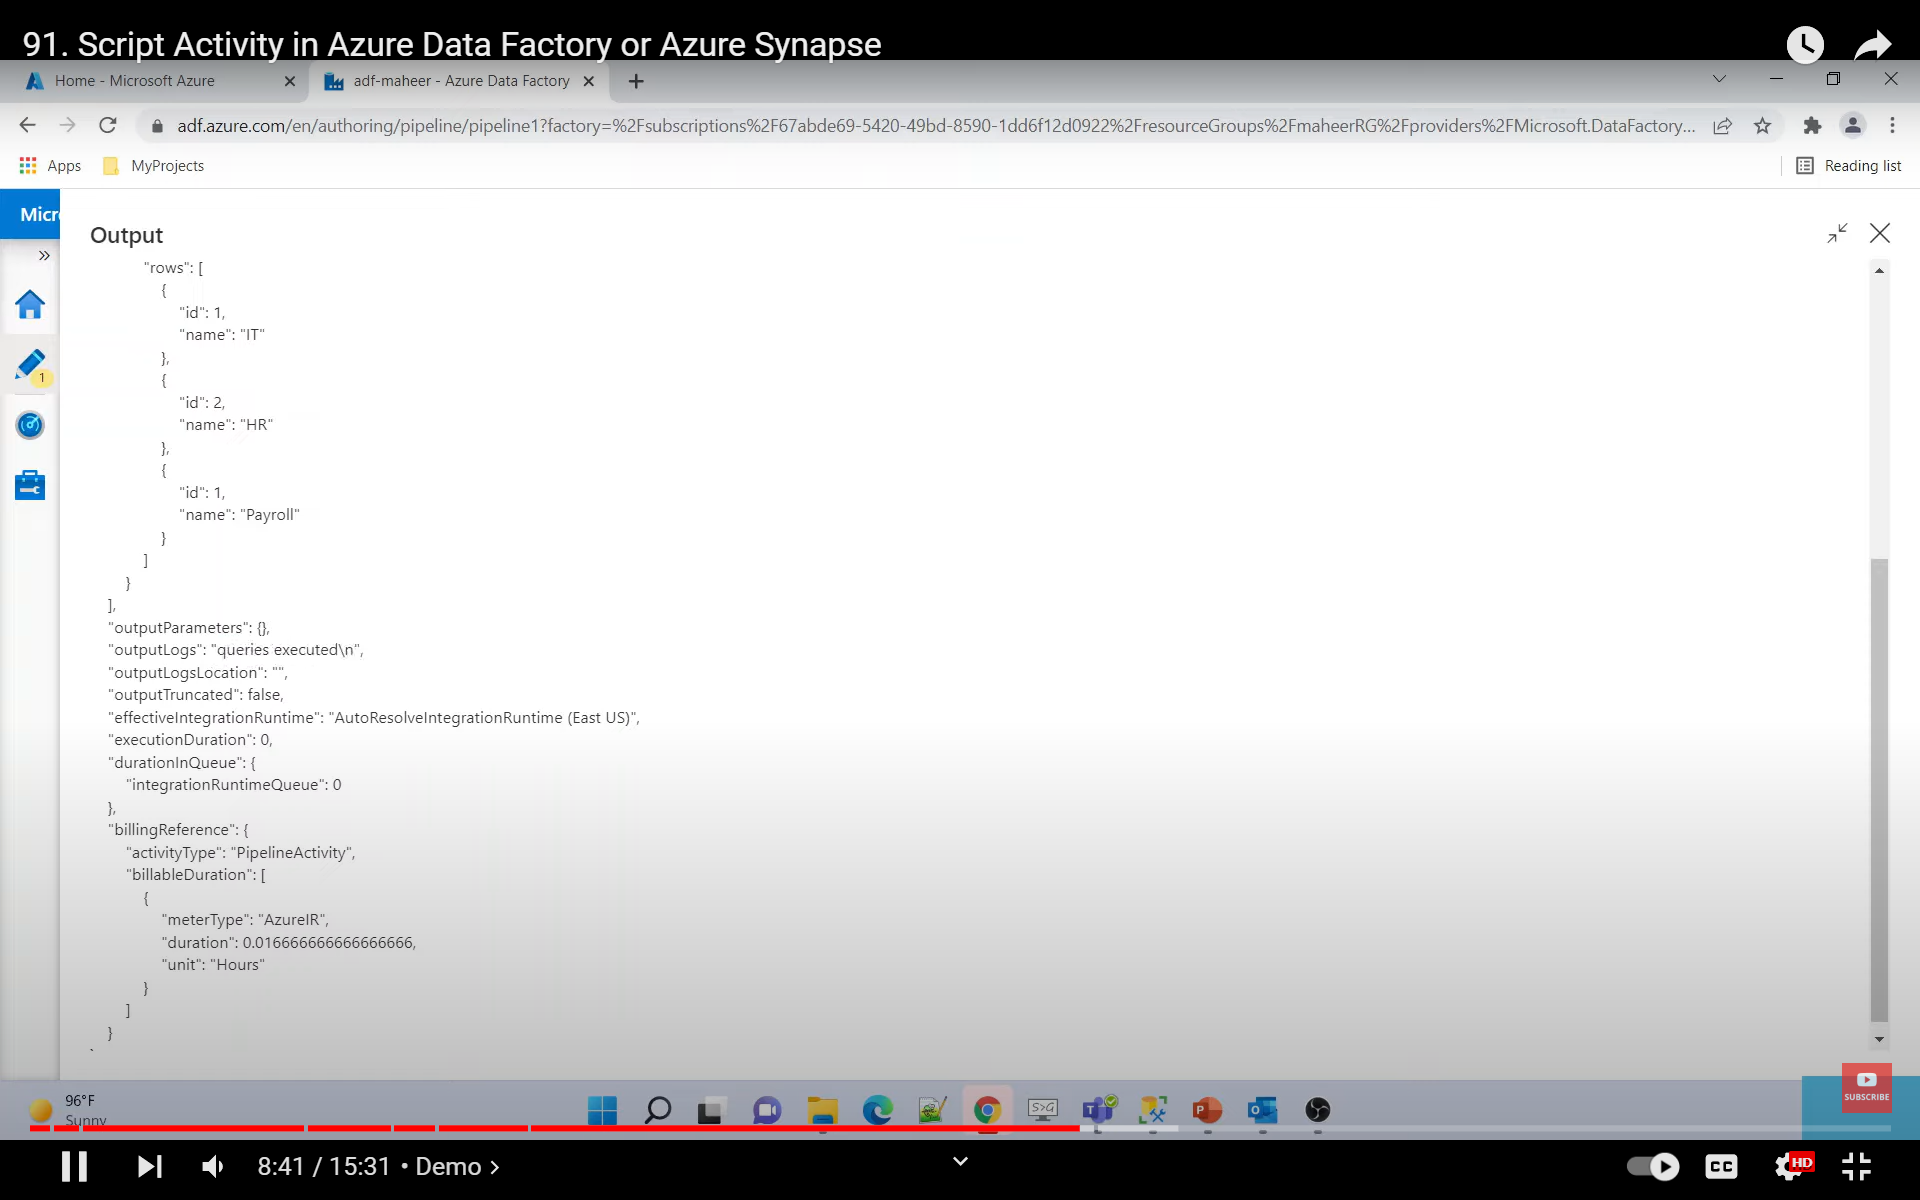 91. Script Activity in Azure Data Factory or Azure Synapse
Home - Microsoft Azure
adf-maheer - Azure Data Factory
adf.azure.com/en/authoring/pipeline/pipeline1?factory=%2Fsubscriptions%2F67abde69-5420-49bd-8590-1dd6f12d0922%2FresourceGroups%2FmaheerRG%2Fproviders%2FMicrosoft.DataFactory...
Apps
MyProjects
Reading list
Micr
Output
"rows": [
{
"id": 1,
"name": "IT"
},
{
"id": 2,
"name": "HR"
},
{
"id": 1,
"name": "Payroll"
}
]
}
],
"outputParameters": {},
"outputLogs": "queries executed\n",
"outputLogsLocation": "",
"outputTruncated": false,
"effectiveIntegrationRuntime": "AutoResolveIntegrationRuntime (East US)",
"executionDuration": 0,
"durationInQueue": {
"integrationRuntimeQueue": 0
},
"billingReference": {
"activityType": "PipelineActivity",
"billableDuration": [
{
"meterType": "AzureIR",
"duration": 0.016666666666666666,
"unit": "Hours"
}
]
}
1
96°F
Sunny
SUBSCRIBE
8:41 / 15:31 • Demo >
CC
HD